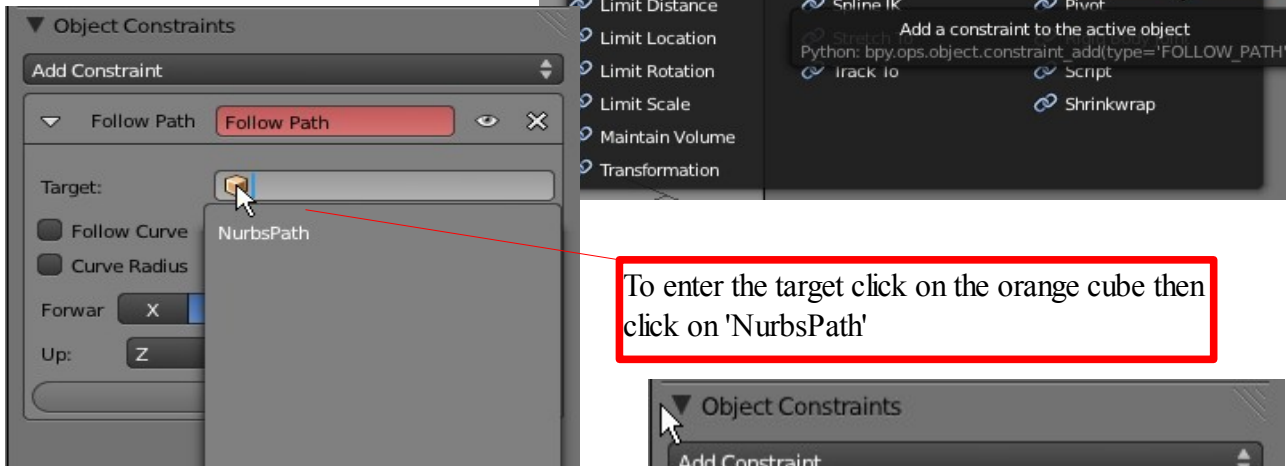 Object Constraints
Add Constraint
Follow Path Follow Path
Target:
NurbsPath
Follow Curve
Curve Radius
Forwar X
Up: Z
Limit Distance
Limit Location
Limit Rotation
Limit Scale
Maintain Volume
Transformation
Spline IK
Stretch To
Track To
Pivot
Script
Shrinkwrap
Add a constraint to the active object
Python: bpy.ops.object.constraint_add(type='FOLLOW_PATH'
To enter the target click on the orange cube then
click on 'NurbsPath'
Object Constraints
Add Constraint